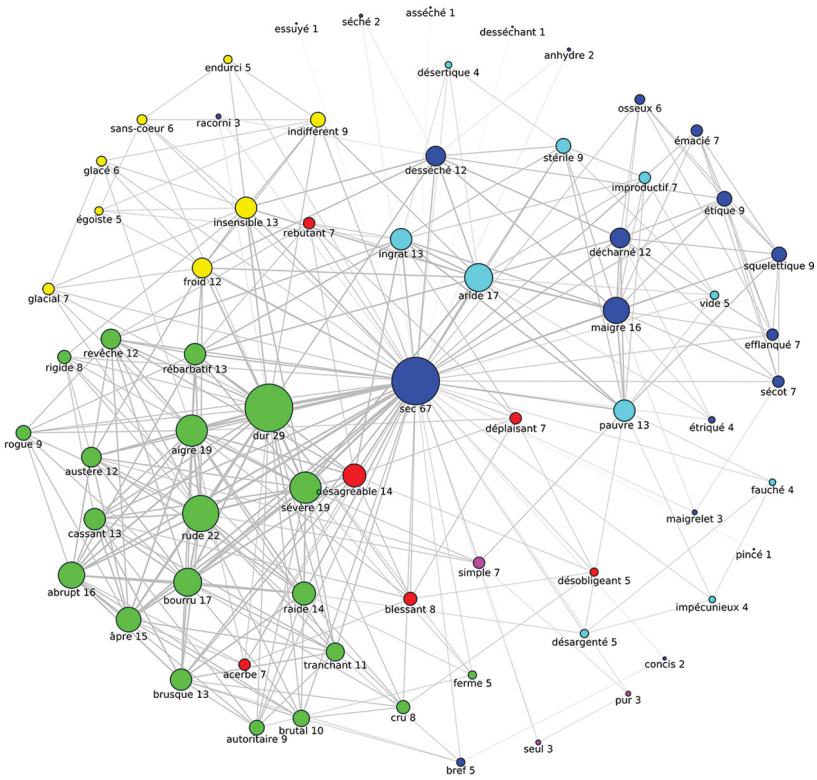 asséché 1
séché 2
essuyé 1
desséchant 1
anhydre 2
endurci 5
désertique 4
osseux 6
racorni 3
sans-coeur 6
indifférent 9
émacié 7
stérile 9
glacé 6
desséché 12
improductif 7
étique 9
égoïste 5
insensible 13
rebutant 7
ingrat 13
décharné 12
squelettique 9
froid 12
aride 17
glacial 7
vide 5
maigre 16
efflanqué 7
revêche 12
rigide 8
rébarbatif 13
sec 67
sécot 7
dur 29
pauvre 13
déplaisant 7
étriqué 4
rogue 9
aigre 19
austère 12
désagréable 14
sévère 19
fauché 4
cassant 13
rude 22
maigrelet 3
pincé 1
abrupt 16
bourru 17
simple 7
désobligeant 5
raide 14
blessant 8
impécunieux 4
âpre 15
désargenté 5
tranchant 11
acerbe 7
concis 2
brusque 13
ferme 5
pur 3
cru 8
brutal 10
autoritaire 9
seul 3
bref 5